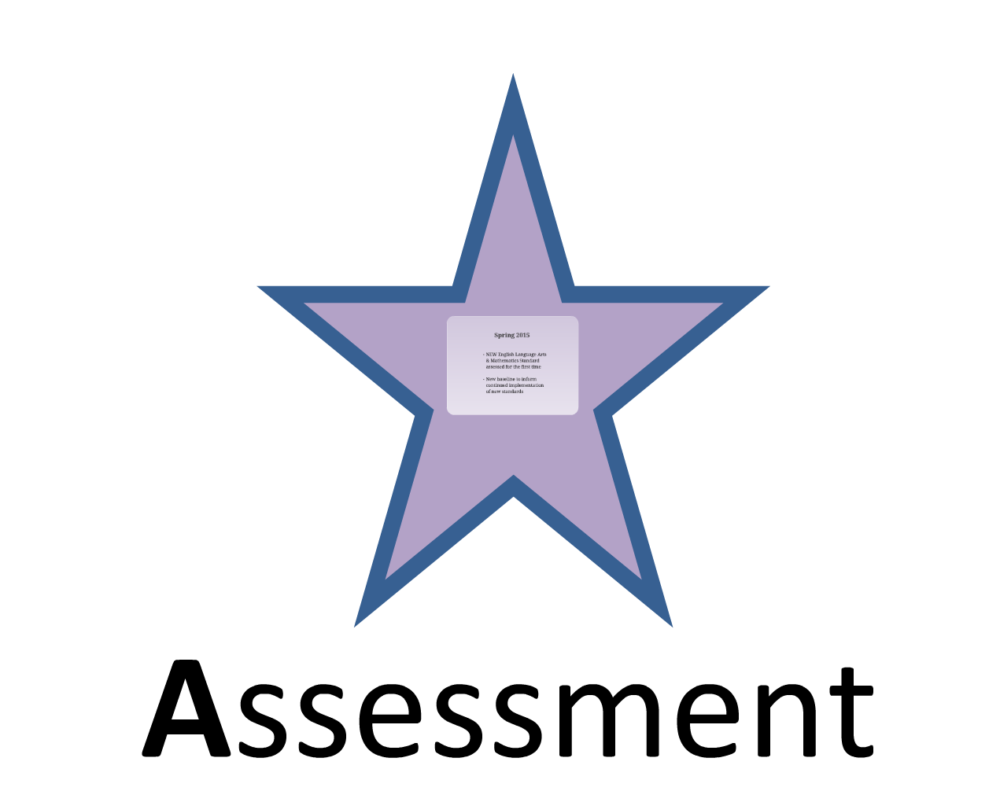 Spring 2015
- NEW English Language Arts
& Mathematics Standard
assessed for the first time
- New baseline to inform
continued implementation
of new standards
Assessment